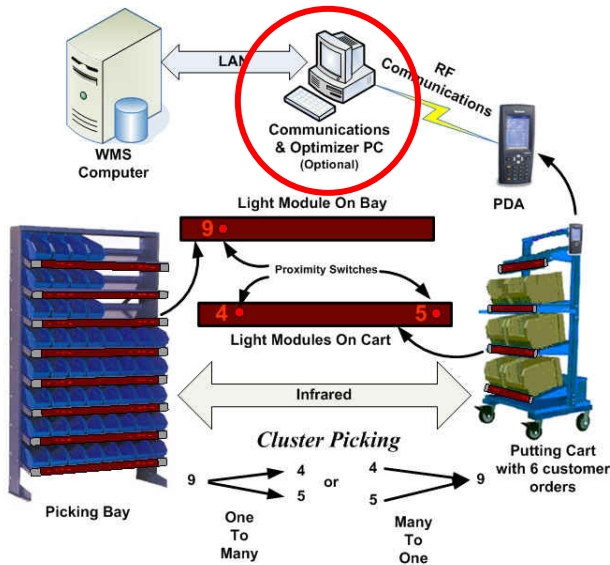 LAN
RF
Communications
WMS
Computer
Communications
& Optimizer PC
(Optional)
PDA
Light Module On Bay
9
Proximity Switches
4 5
Light Modules On Cart
Infrared
Cluster Picking
9 4 5 or 4 5 9
One
To
Many
Many
To
One
Picking Bay
Putting Cart
with 6 customer
orders